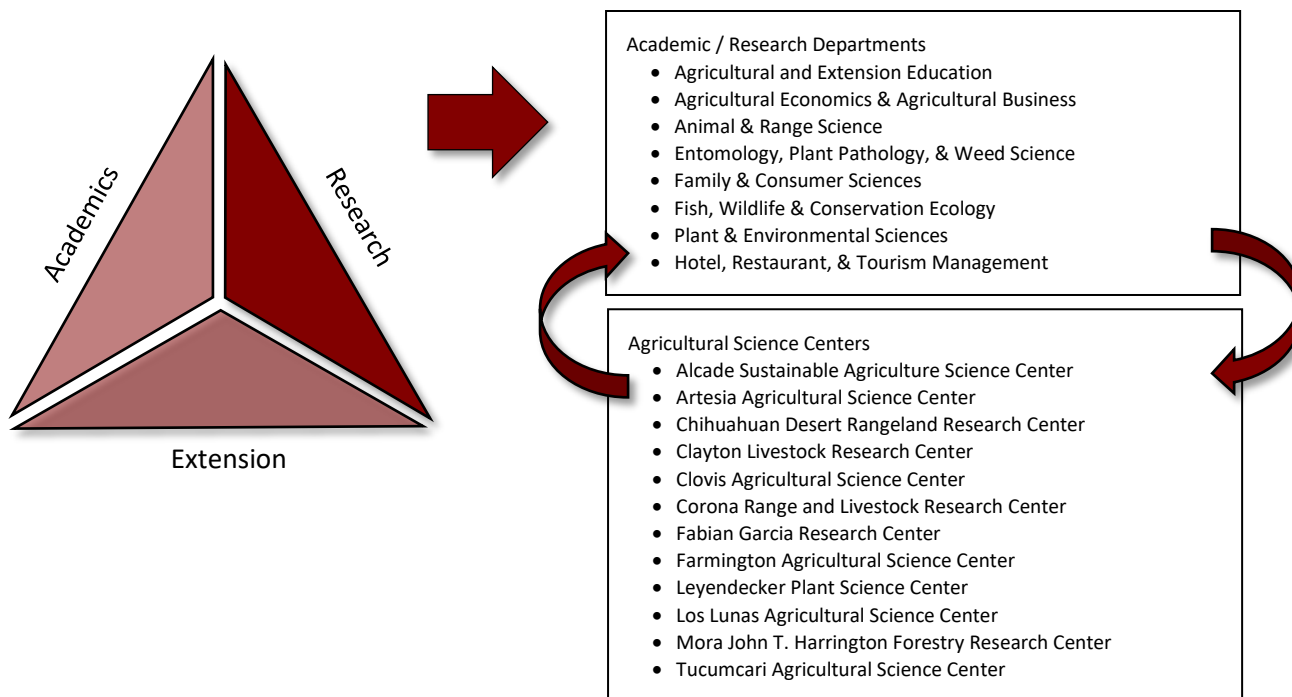 Academics
Research
Extension
Academic / Research Departments
• Agricultural and Extension Education
• Agricultural Economics & Agricultural Business
• Animal & Range Science
• Entomology, Plant Pathology, & Weed Science
• Family & Consumer Sciences
• Fish, Wildlife & Conservation Ecology
• Plant & Environmental Sciences
• Hotel, Restaurant, & Tourism Management
Agricultural Science Centers
• Alcade Sustainable Agriculture Science Center
• Artesia Agricultural Science Center
• Chihuahuan Desert Rangeland Research Center
• Clayton Livestock Research Center
• Clovis Agricultural Science Center
• Corona Range and Livestock Research Center
• Fabian Garcia Research Center
• Farmington Agricultural Science Center
• Leyendecker Plant Science Center
• Los Lunas Agricultural Science Center
• Mora John T. Harrington Forestry Research Center
• Tucumcari Agricultural Science Center